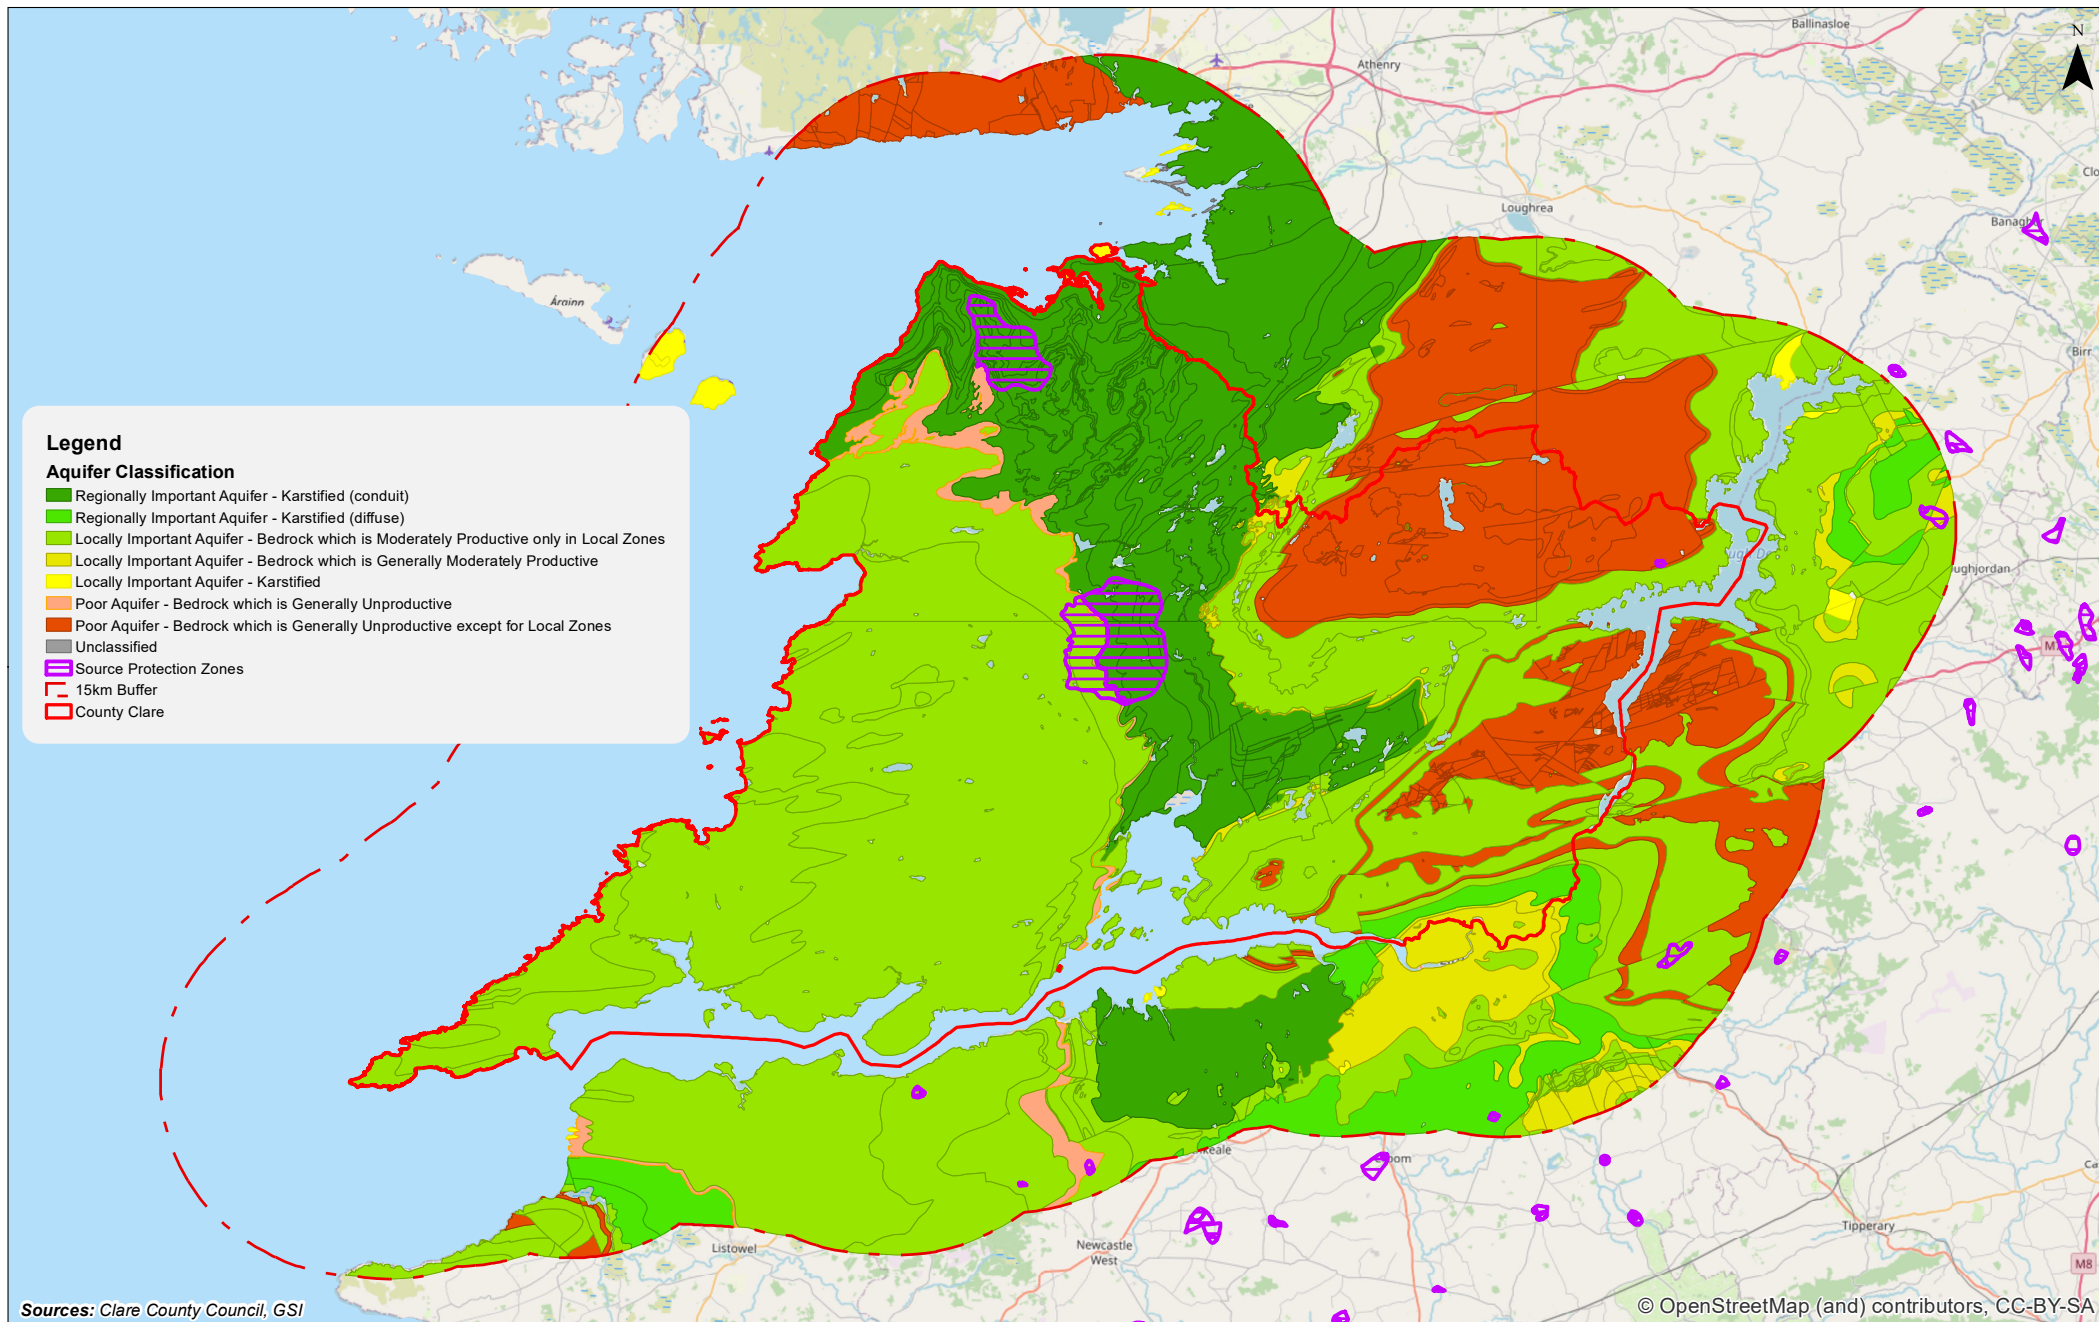 Ballinasloe
N
Athenry
Loughrea
Banagher
Árainn
Birr
Legend
Aquifer Classification
Regionally Important Aquifer - Karstified (conduit)
Regionally Important Aquifer - Karstified (diffuse)
Locally Important Aquifer - Bedrock which is Moderately Productive only in Local Zones
Locally Important Aquifer - Bedrock which is Generally Moderately Productive
Locally Important Aquifer - Karstified
Poor Aquifer - Bedrock which is Generally Unproductive
Poor Aquifer - Bedrock which is Generally Unproductive except for Local Zones
Unclassified
Source Protection Zones
15km Buffer
County Clare
ughjordan
keale
Listowel
Newcastle
West
Tipperary
M8
Sources: Clare County Council, GSI
© OpenStreetMap (and) contributors, CC-BY-SA